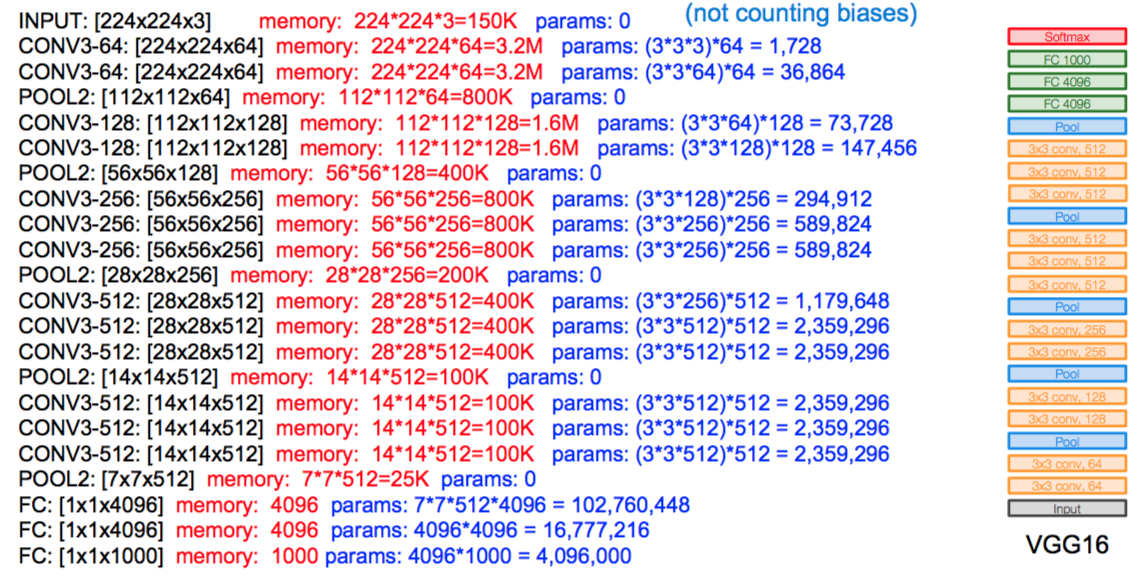 INPUT: [224x224x3] memory: 224*224*3=150K params: 0 (not counting biases)
CONV3-64: [224x224x64] memory: 224*224*64=3.2M params: (3*3*3)*64 = 1,728
CONV3-64: [224x224x64] memory: 224*224*64=3.2M params: (3*3*64)*64 = 36,864
POOL2: [112x112x64] memory: 112*112*64=800K params: 0
CONV3-128: [112x112x128] memory: 112*112*128=1.6M params: (3*3*64)*128 = 73,728
CONV3-128: [112x112x128] memory: 112*112*128=1.6M params: (3*3*128)*128 = 147,456
POOL2: [56x56x128] memory: 56*56*128=400K params: 0
CONV3-256: [56x56x256] memory: 56*56*256=800K params: (3*3*128)*256 = 294,912
CONV3-256: [56x56x256] memory: 56*56*256=800K params: (3*3*256)*256 = 589,824
CONV3-256: [56x56x256] memory: 56*56*256=800K params: (3*3*256)*256 = 589,824
POOL2: [28x28x256] memory: 28*28*256=200K params: 0
CONV3-512: [28x28x512] memory: 28*28*512=400K params: (3*3*256)*512 = 1,179,648
CONV3-512: [28x28x512] memory: 28*28*512=400K params: (3*3*512)*512 = 2,359,296
CONV3-512: [28x28x512] memory: 28*28*512=400K params: (3*3*512)*512 = 2,359,296
POOL2: [14x14x512] memory: 14*14*512=100K params: 0
CONV3-512: [14x14x512] memory: 14*14*512=100K params: (3*3*512)*512 = 2,359,296
CONV3-512: [14x14x512] memory: 14*14*512=100K params: (3*3*512)*512 = 2,359,296
CONV3-512: [14x14x512] memory: 14*14*512=100K params: (3*3*512)*512 = 2,359,296
POOL2: [7x7x512] memory: 7*7*512=25K params: 0
FC: [1x1x4096] memory: 4096 params: 7*7*512*4096 = 102,760,448
FC: [1x1x4096] memory: 4096 params: 4096*4096 = 16,777,216
FC: [1x1x1000] memory: 1000 params: 4096*1000 = 4,096,000
Softmax
FC 1000
FC 4096
FC 4096
Pool
3x3 conv, 512
3x3 conv, 512
3x3 conv, 512
Pool
3x3 conv, 512
3x3 conv, 512
3x3 conv, 512
Pool
3x3 conv, 256
3x3 conv, 256
Pool
3x3 conv, 128
3x3 conv, 128
Pool
3x3 conv, 64
3x3 conv, 64
Input
VGG16